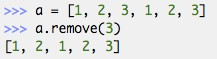 >>> a = [1, 2, 3, 1, 2, 3]
>>> a.remove(3)
[1, 2, 1, 2, 3]